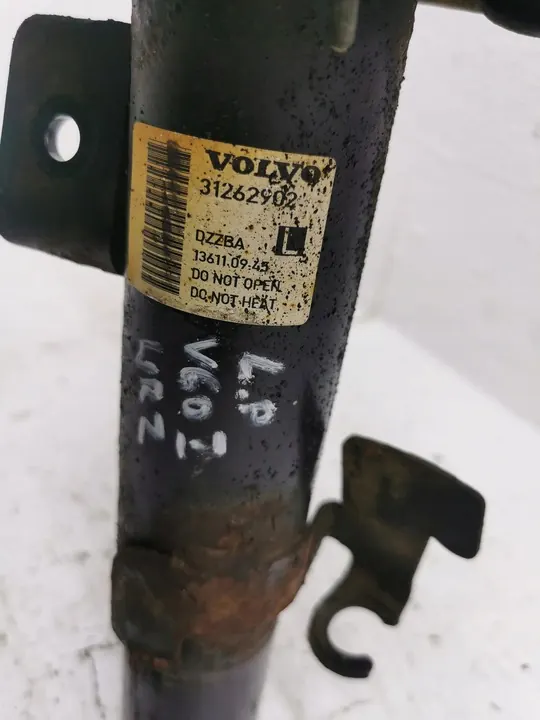 VOLVO
31262902
DZZBA L
13611.09.45
DO NOT OPEN
DO NOT HEAT
L.P
V60